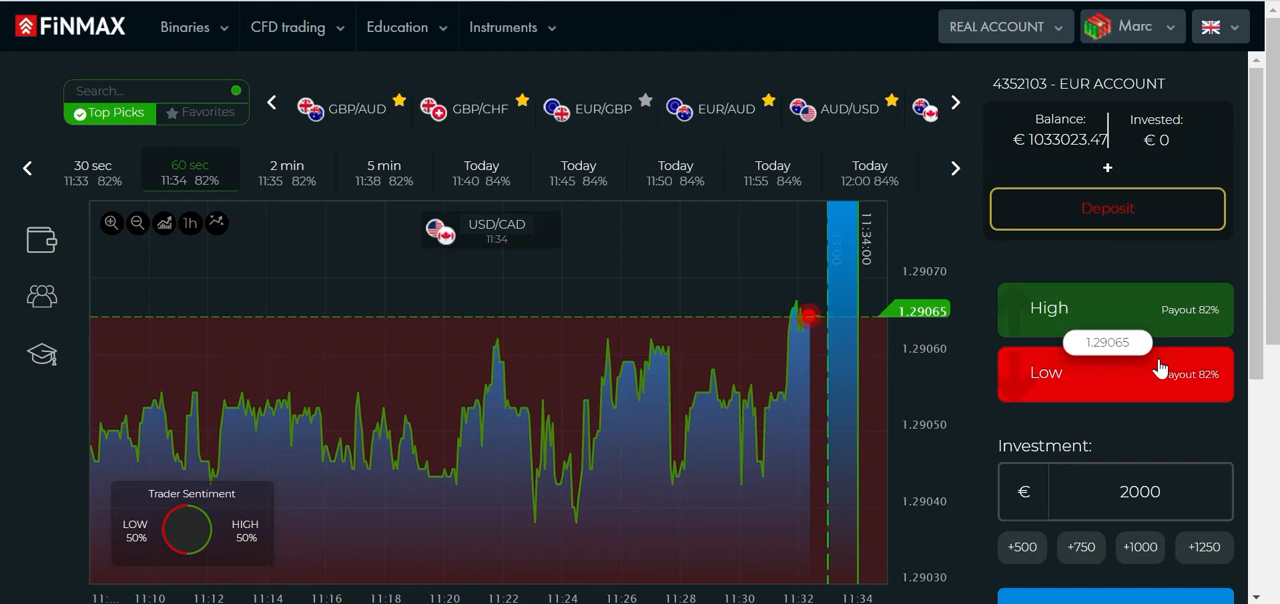 FiNMAX
Binaries
CFD trading
Education
Instruments
REAL ACCOUNT
Marc
Search...
Top Picks
Favorites
GBP/AUD
GBP/CHF
EUR/GBP
EUR/AUD
AUD/USD
4352103 - EUR ACCOUNT
Balance:
€ 1033023.47
Invested:
€ 0
+
Deposit
30 sec
11:33 82%
60 sec
11:34 82%
2 min
11:35 82%
5 min
11:38 82%
Today
11:40 84%
Today
11:45 84%
Today
11:50 84%
Today
11:55 84%
Today
12:00 84%
1h
USD/CAD
11:34
11:33:00
11:34:00
1.29070
1.29065
1.29060
1.29050
1.29040
1.29030
Trader Sentiment
LOW
50%
HIGH
50%
11:...
11:10
11:12
11:14
11:16
11:18
11:20
11:22
11:24
11:26
11:28
11:30
11:32
11:34
High
Payout 82%
1.29065
Low
Payout 82%
Investment:
€
2000
+500
+750
+1000
+1250